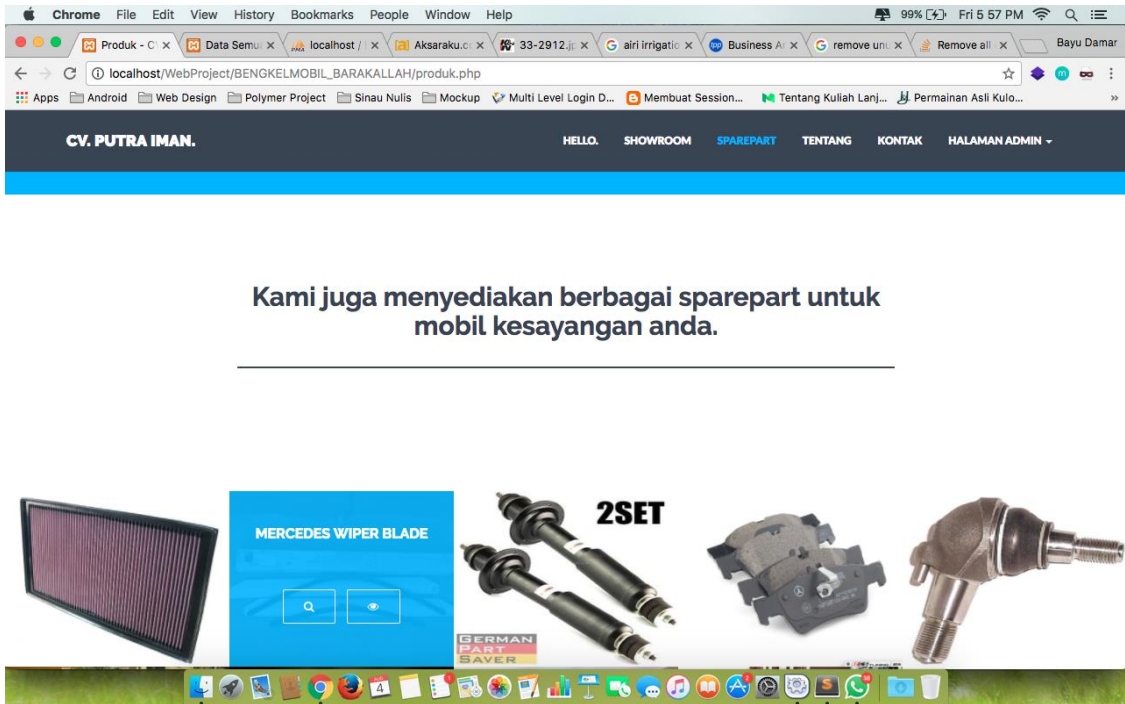 Chrome File Edit View History Bookmarks People Window Help 99% Fri 5 57 PM
Produk - C Data Semu localhost / Aksaraku.c 33-2912.j airi irrigatio Business A remove un Remove all Bayu Damar
localhost/WebProject/BENGKELMOBIL_BARAKALLAH/produk.php
Apps Android Web Design Polymer Project Sinau Nulis Mockup Multi Level Login D... Membuat Session... Tentang Kuliah Lanj... Permainan Asli Kulo... »
CV. PUTRA IMAN. HELLO. SHOWROOM SPAREPART TENTANG KONTAK HALAMAN ADMIN
Kami juga menyediakan berbagai sparepart untuk
mobil kesayangan anda.
MERCEDES WIPER BLADE
2SET
GERMAN
PART
SAVER
4